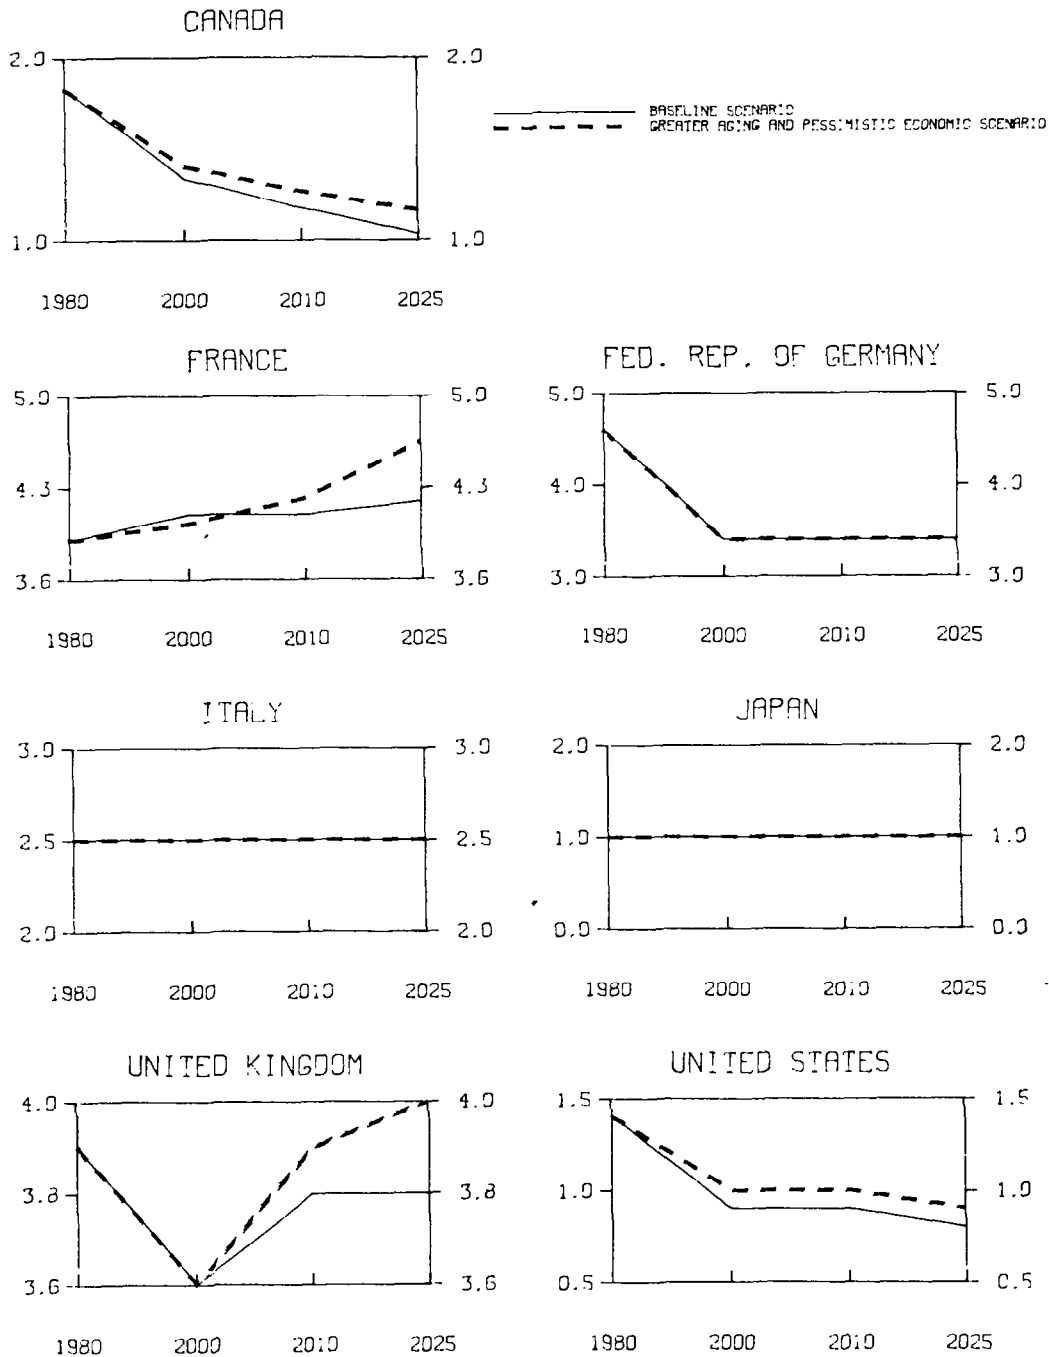 CANADA
2.0 2.0
BASELINE SCENARIO
GREATER AGING AND PESSIMISTIC ECONOMIC SCENARIO
1.0 1.0
1980 2000 2010 2025
FRANCE
5.0 5.0
4.3 4.3
3.6 3.6
1980 2000 2010 2025
FED. REP. OF GERMANY
5.0 5.0
4.0 4.0
3.0 3.0
1980 2000 2010 2025
ITALY
3.0 3.0
2.5 2.5
2.0 2.0
1980 2000 2010 2025
JAPAN
2.0 2.0
1.0 1.0
0.0 0.0
1980 2000 2010 2025
UNITED KINGDOM
4.0 4.0
3.8 3.8
3.6 3.6
1980 2000 2010 2025
UNITED STATES
1.5 1.5
1.0 1.0
0.5 0.5
1980 2000 2010 2025